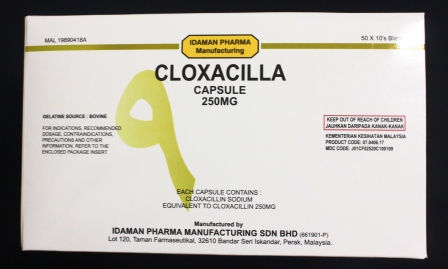 MAL 19890418A
IDAMAN PHARMA
Manufacturing
50 X 10's
CLOXACILLA
CAPSULE
250MG
GELATINE SOURCE : BOVINE
FOR INDICATIONS, RECOMMENDED
DOSAGE, CONTRAINDICATIONS,
PRECAUTIONS AND OTHER
INFORMATION, REFER TO THE
ENCLOSED PACKAGE INSERT
KEEP OUT OF REACH OF CHILDREN
JAUHKAN DARIPADA KANAK-KANAK
KEMENTERIAN KESIHATAN MALAYSIA
PRODUCT CODE: 07.0406.17
MDC CODE:
EACH CAPSULE CONTAINS :
CLOXACILLIN SODIUM
EQUIVALENT TO CLOXACILLIN 250MG
Manufactured by
IDAMAN PHARMA MANUFACTURING SDN BHD (661901-P)
Lot 120, Taman Farmaseutikal, 32610 Bandar Seri Iskandar, Perak, Malaysia.